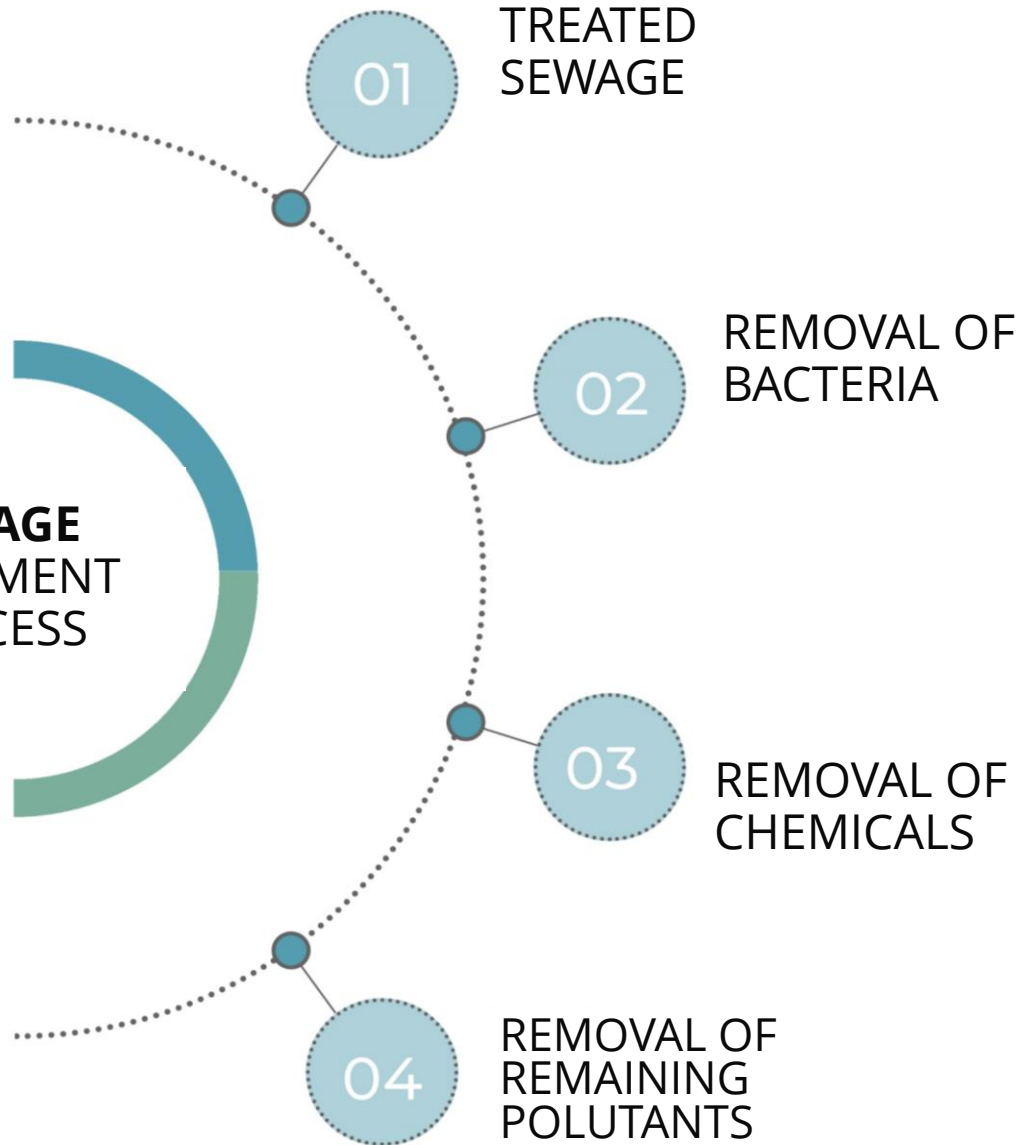 01
TREATED
SEWAGE
02
REMOVAL OF
BACTERIA
AGE
MENT
CESS
03
REMOVAL OF
CHEMICALS
04
REMOVAL OF
REMAINING
POLUTANTS